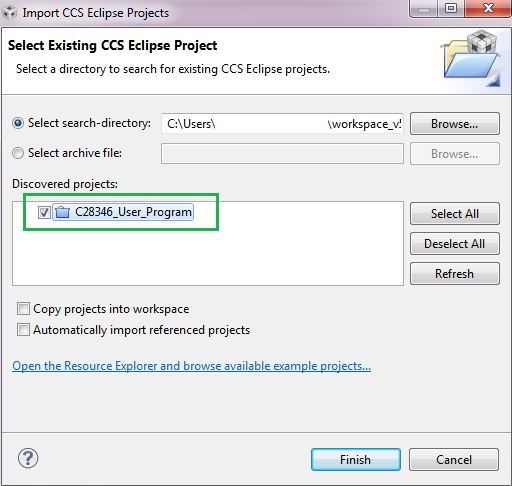 Import CCS Eclipse Projects
Select Existing CCS Eclipse Project
Select a directory to search for existing CCS Eclipse projects.
Select search-directory: C:\Users\ \workspace_v5 Browse...
Select archive file: Browse...
Discovered projects:
C28346_User_Program
Select All
Deselect All
Refresh
Copy projects into workspace
Automatically import referenced projects
Open the Resource Explorer and browse available example projects...
? Finish Cancel